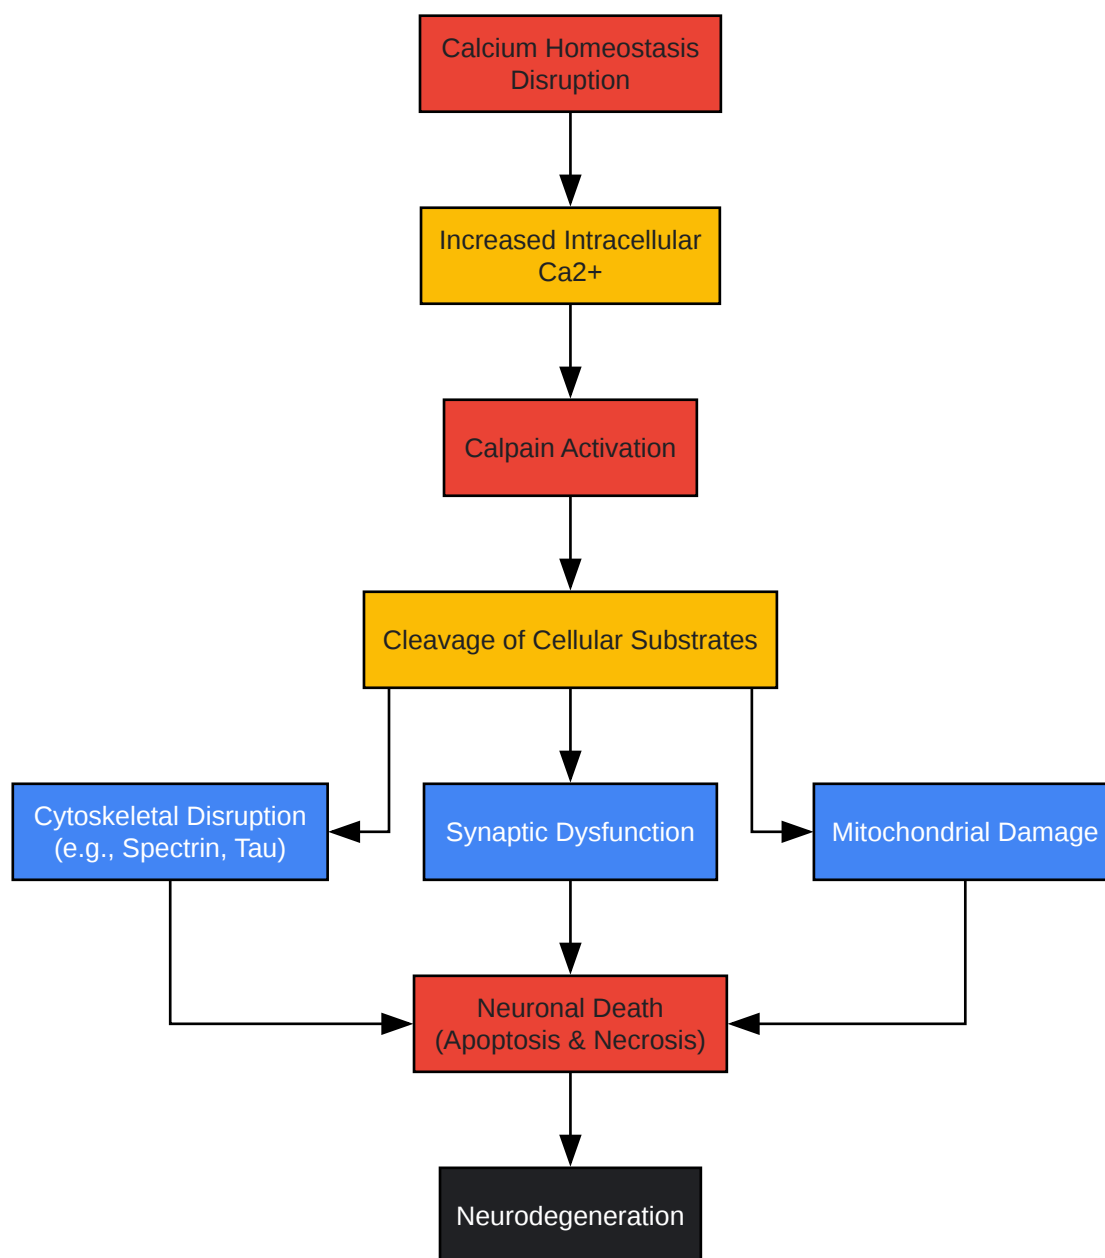 Calcium Homeostasis
Disruption
Increased Intracellular
Ca2+
Calpain Activation
Cleavage of Cellular Substrates
Cytoskeletal Disruption
(e.g., Spectrin, Tau)
Synaptic Dysfunction
Mitochondrial Damage
Neuronal Death
(Apoptosis & Necrosis)
Neurodegeneration